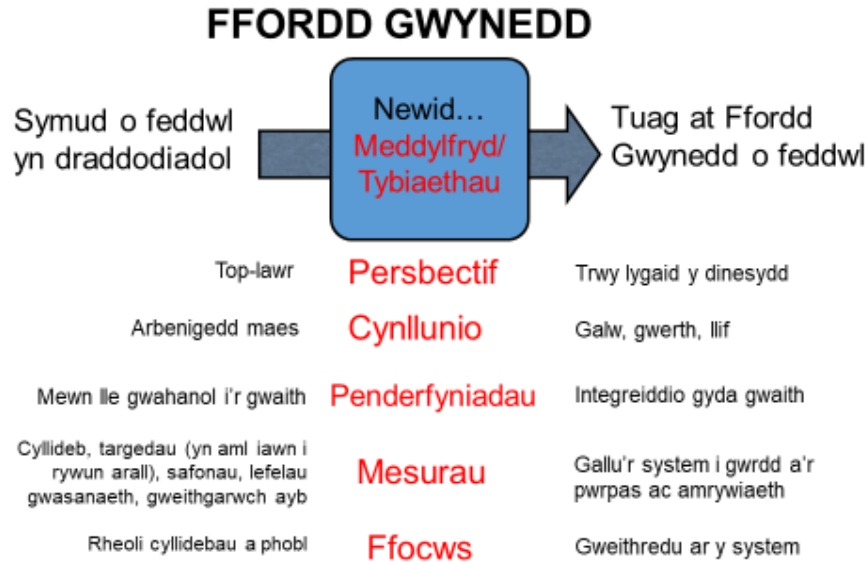 FFORDD GWYNEDD
Symud o feddwl
yn draddodiadol
Newid…
Meddylfryd/
Tybiaethau
Tuag at Ffordd
Gwynedd o feddwl
Top-lawr
Persbectif
Trwy lygaid y dinesydd
Arbenigedd maes
Cynllunio
Galw, gwerth, llif
Mewn lle gwahanol i'r gwaith
Penderfyniadau
Integreiddio gyda gwaith
Cyllideb, targedau (yn aml iawn i
rywun arall), safonau, lefelau
gwasanaeth, gweithgarwch ayb
Mesurau
Gallu'r system i gwrdd a'r
pwrpas ac amrywiaeth
Rheoli cyllidebau a phobl
Ffocws
Gweithredu ar y system